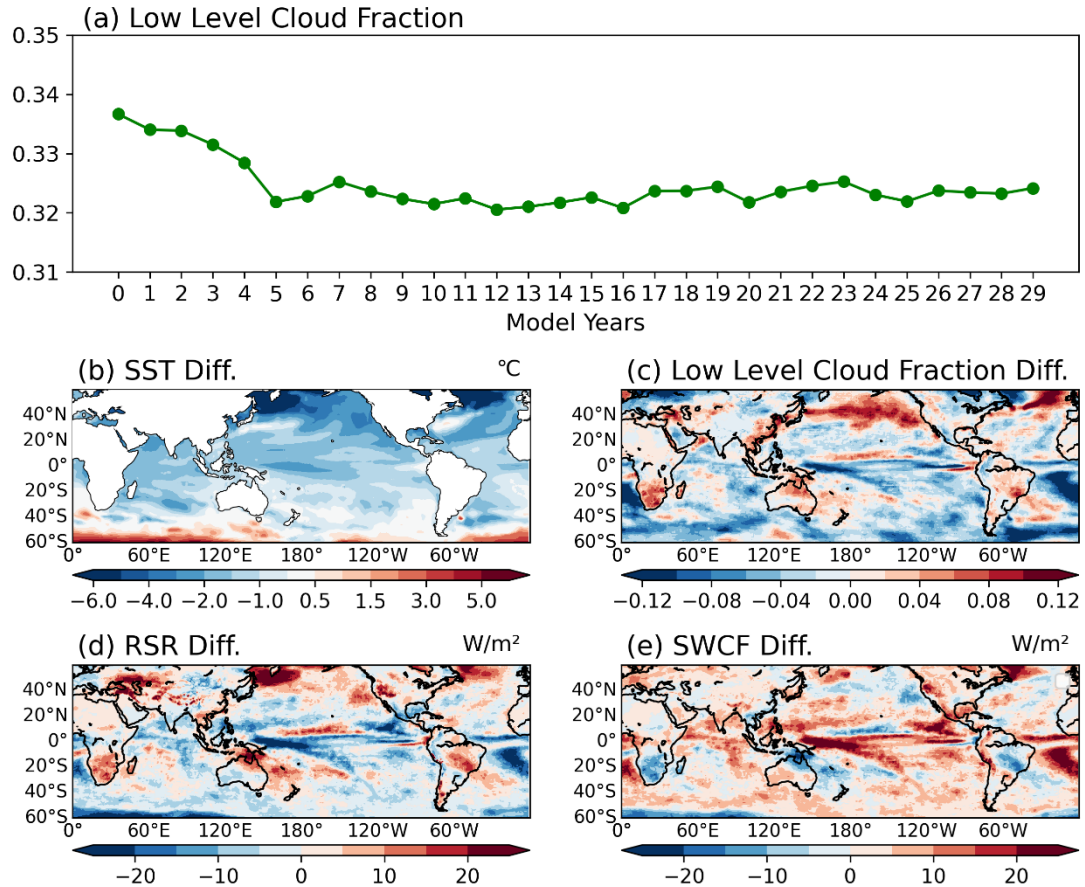 (a) Low Level Cloud Fraction
0.35
0.34
0.33
0.32
0.31
0 1 2 3 4 5 6 7 8 9 10 11 12 13 14 15 16 17 18 19 20 21 22 23 24 25 26 27 28 29
Model Years
(b) SST Diff. °C
40°N
20°N
0°
20°S
40°S
60°S
0° 60°E 120°E 180° 120°W 60°W
−6.0 −4.0 −2.0 −1.0 0.5 1.5 3.0 5.0
(c) Low Level Cloud Fraction Diff.
40°N
20°N
0°
20°S
40°S
60°S
0° 60°E 120°E 180° 120°W 60°W
−0.12 −0.08 −0.04 0.00 0.04 0.08 0.12
(d) RSR Diff. W/m²
40°N
20°N
0°
20°S
40°S
60°S
0° 60°E 120°E 180° 120°W 60°W
−20 −10 0 10 20
(e) SWCF Diff. W/m²
40°N
20°N
0°
20°S
40°S
60°S
0° 60°E 120°E 180° 120°W 60°W
−20 −10 0 10 20